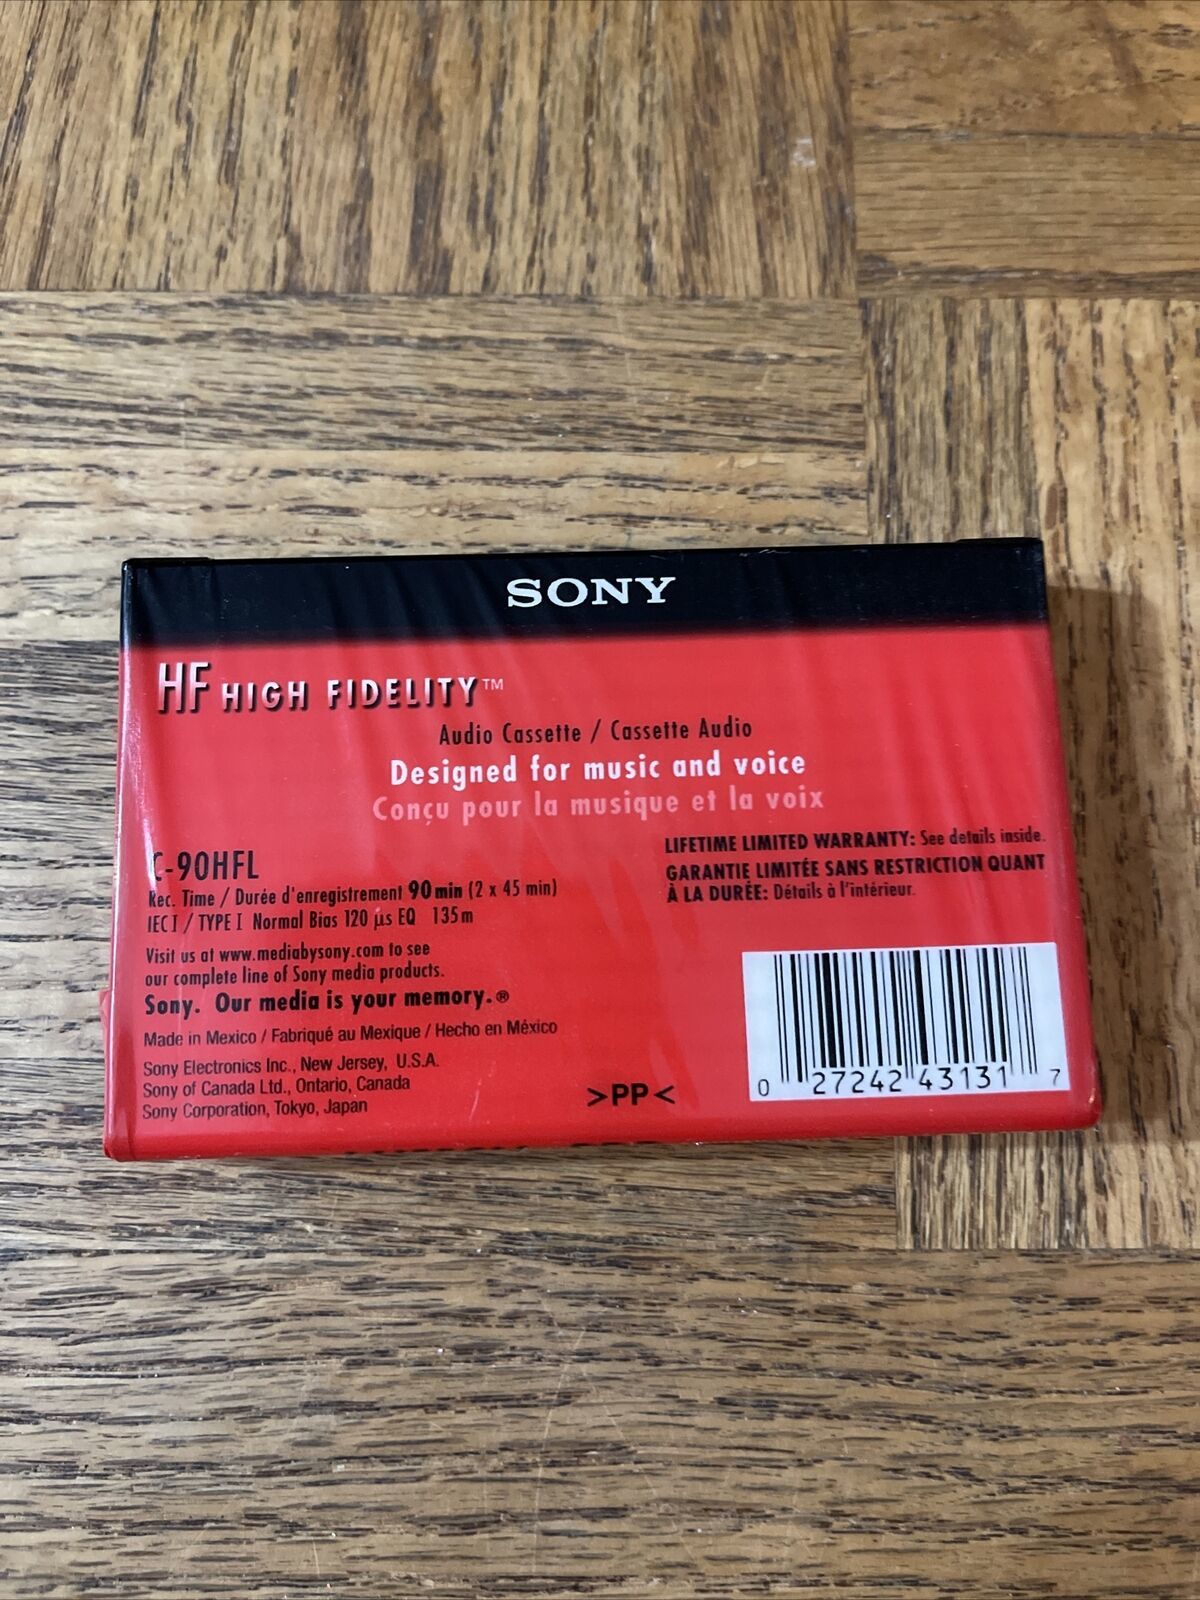 SONY
HF HIGH FIDELITY™
Audio Cassette / Cassette Audio
Designed for music and voice
Conçu pour la musique et la voix
C-90HFL
Rec. Time / Durée d'enregistrement 90 min (2 x 45 min)
IEC I / TYPE I Normal Bias 120 µs EQ 135 m
LIFETIME LIMITED WARRANTY: See details inside.
GARANTIE LIMITÉE SANS RESTRICTION QUANT
À LA DURÉE: Détails à l'intérieur.
Visit us at www.mediabysony.com to see
our complete line of Sony media products.
Sony. Our media is your memory.®
Made in Mexico / Fabriqué au Mexique / Hecho en México
Sony Electronics Inc., New Jersey, U.S.A.
Sony of Canada Ltd., Ontario, Canada
Sony Corporation, Tokyo, Japan
>PP<
0 27242 43131 7